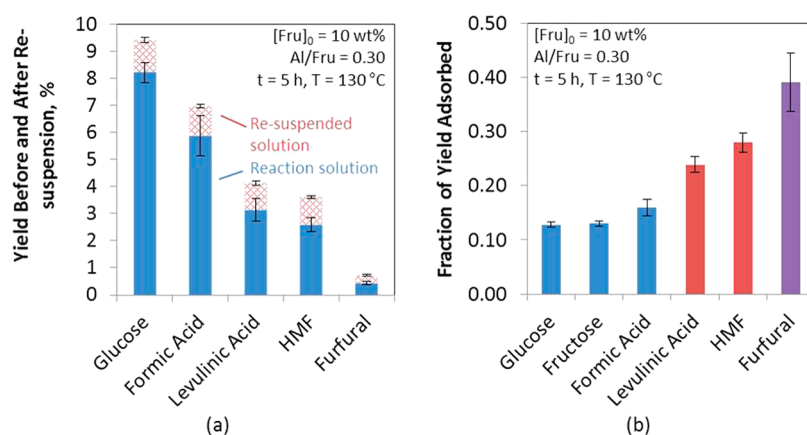 Yield Before and After Re-
suspension, %
10
9
8
7
6
5
4
3
2
1
0
[Fru]₀ = 10 wt%
Al/Fru = 0.30
t = 5 h, T = 130 °C
Re-suspended
solution
Reaction solution
Glucose
Formic Acid
Levulinic Acid
HMF
Furfural
(a)
Fraction of Yield Adsorbed
0.50
0.40
0.30
0.20
0.10
0.00
[Fru]₀ = 10 wt%
Al/Fru = 0.30
t = 5 h, T = 130 °C
Glucose
Fructose
Formic Acid
Levulinic Acid
HMF
Furfural
(b)